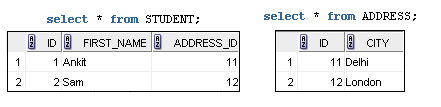 select * from STUDENT;
ID FIRST_NAME ADDRESS_ID
1 1 Ankit 11
2 2 Sam 12
select * from ADDRESS;
ID CITY
1 11 Delhi
2 12 London